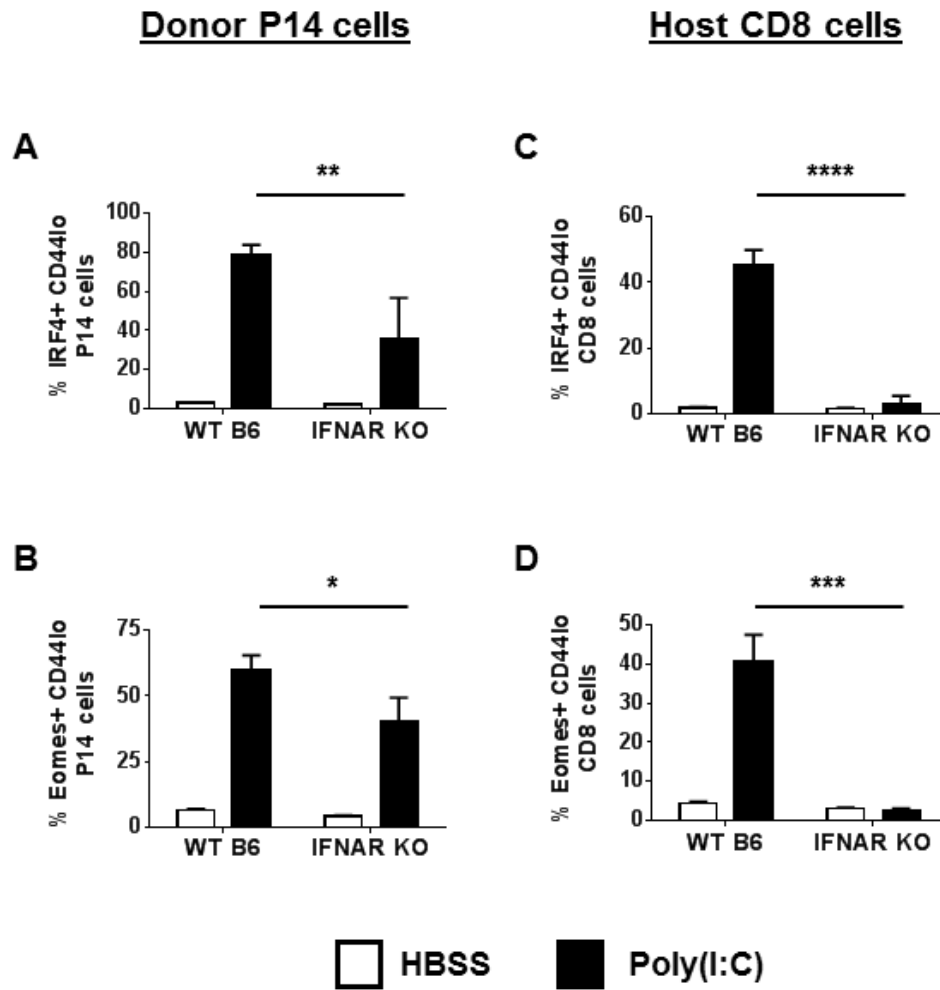 Donor P14 cells
Host CD8 cells
A
**
% IRF4+ CD44lo
P14 cells
100
80
60
40
20
0
WT B6
IFNAR KO
C
****
% IRF4+ CD44lo
CD8 cells
60
40
20
0
WT B6
IFNAR KO
B
*
% Eomes+ CD44lo
P14 cells
75
50
25
0
WT B6
IFNAR KO
D
***
% Eomes+ CD44lo
CD8 cells
50
40
30
20
10
0
WT B6
IFNAR KO
HBSS
Poly(I:C)